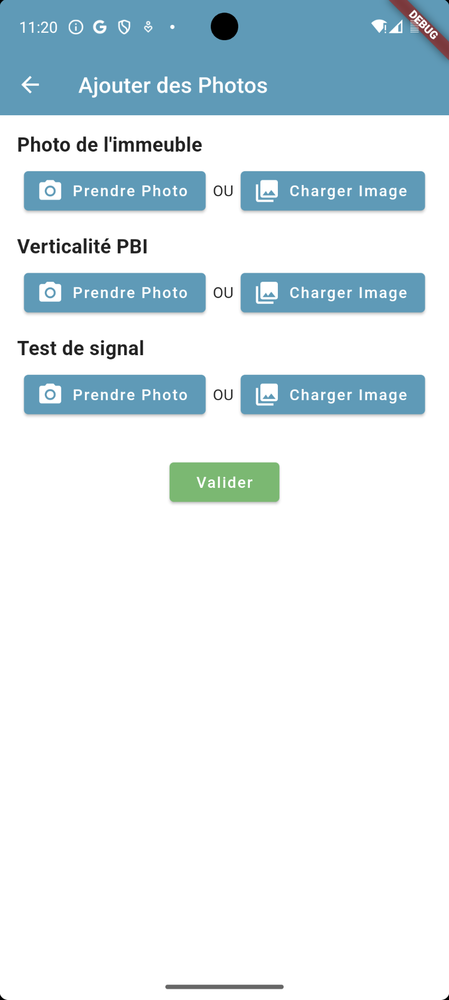 11:20
DEBUG
Ajouter des Photos
Photo de l'immeuble
Prendre Photo OU Charger Image
Verticalité PBI
Prendre Photo OU Charger Image
Test de signal
Prendre Photo OU Charger Image
Valider